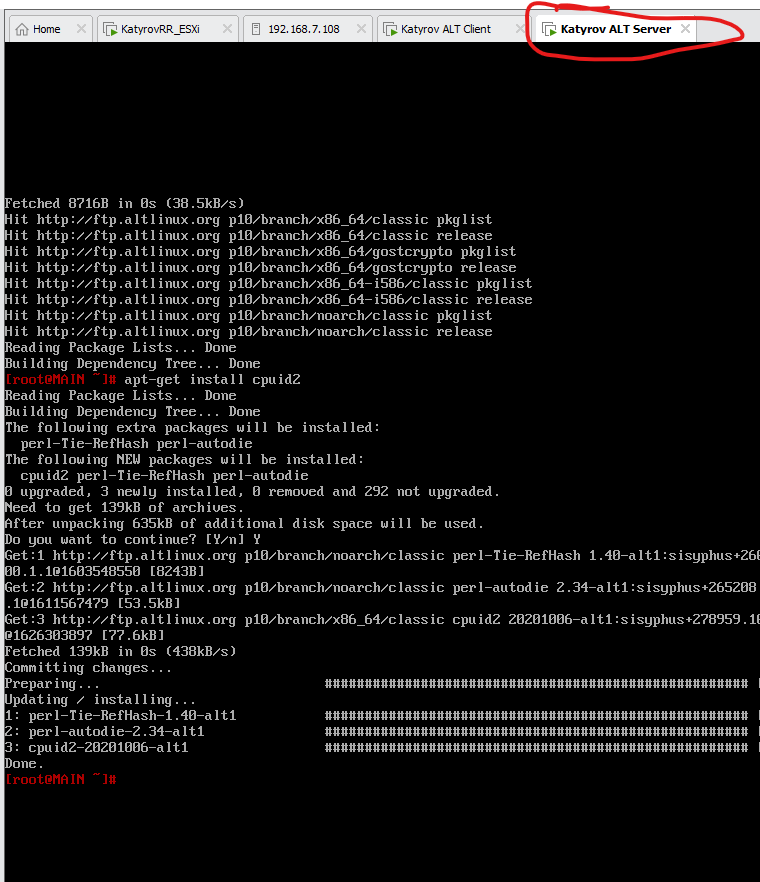 Home
KatyrovRR_ESXi
192.168.7.108
Katyrov ALT Client
Katyrov ALT Server
Fetched 8716B in 0s (38.5kB/s)
Hit http://ftp.altlinux.org p10/branch/x86_64/classic pkglist
Hit http://ftp.altlinux.org p10/branch/x86_64/classic release
Hit http://ftp.altlinux.org p10/branch/x86_64/gostcrypto pkglist
Hit http://ftp.altlinux.org p10/branch/x86_64/gostcrypto release
Hit http://ftp.altlinux.org p10/branch/x86_64-i586/classic pkglist
Hit http://ftp.altlinux.org p10/branch/x86_64-i586/classic release
Hit http://ftp.altlinux.org p10/branch/noarch/classic pkglist
Hit http://ftp.altlinux.org p10/branch/noarch/classic release
Reading Package Lists... Done
Building Dependency Tree... Done
[root@MAIN ~]# apt-get install cpuid2
Reading Package Lists... Done
Building Dependency Tree... Done
The following extra packages will be installed:
  perl-Tie-RefHash perl-autodie
The following NEW packages will be installed:
  cpuid2 perl-Tie-RefHash perl-autodie
0 upgraded, 3 newly installed, 0 removed and 292 not upgraded.
Need to get 139kB of archives.
After unpacking 635kB of additional disk space will be used.
Do you want to continue? [Y/n] Y
Get:1 http://ftp.altlinux.org p10/branch/noarch/classic perl-Tie-RefHash 1.40-alt1:sisyphus+260
00.1.1@1603548550 [8243B]
Get:2 http://ftp.altlinux.org p10/branch/noarch/classic perl-autodie 2.34-alt1:sisyphus+265208
.1@1611567479 [53.5kB]
Get:3 http://ftp.altlinux.org p10/branch/x86_64/classic cpuid2 20201006-alt1:sisyphus+278959.10
@1626303897 [77.6kB]
Fetched 139kB in 0s (438kB/s)
Committing changes...
Preparing... ##################################################### [
Updating / installing...
1: perl-Tie-RefHash-1.40-alt1 ##################################################### [
2: perl-autodie-2.34-alt1 ##################################################### [
3: cpuid2-20201006-alt1 ##################################################### [
Done.
[root@MAIN ~]#